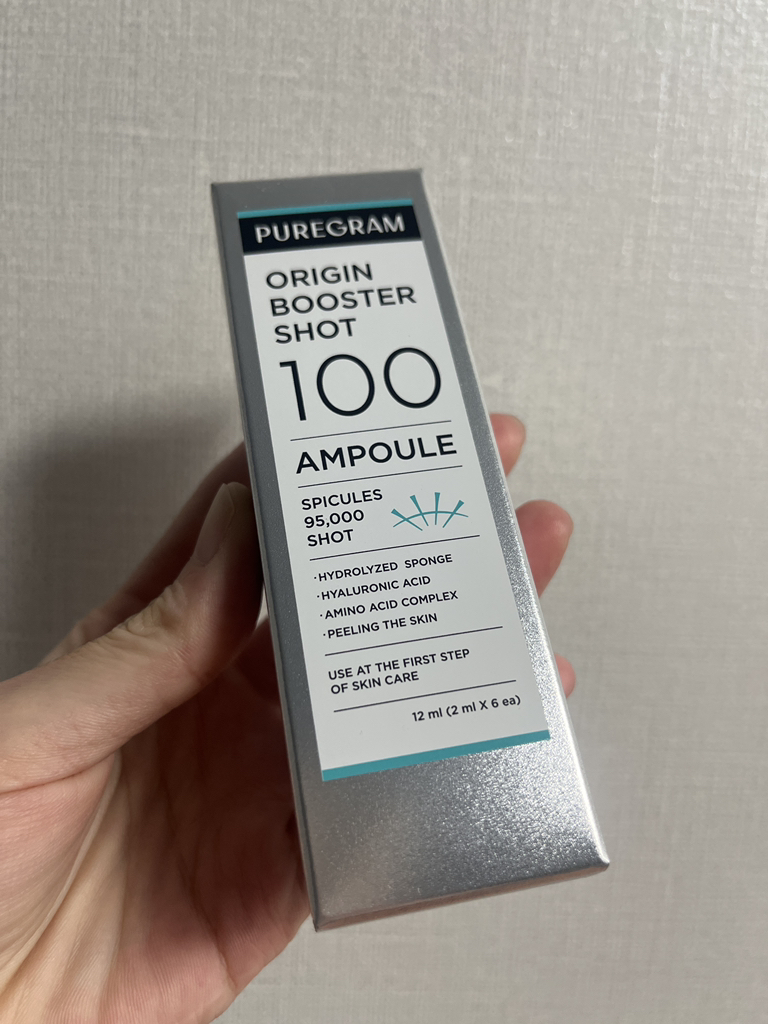 PUREGRAM
ORIGIN
BOOSTER
SHOT
100
AMPOULE
SPICULES
95,000
SHOT
·HYDROLYZED SPONGE
·HYALURONIC ACID
·AMINO ACID COMPLEX
·PEELING THE SKIN
USE AT THE FIRST STEP
OF SKIN CARE
12 ml (2 ml X 6 ea)